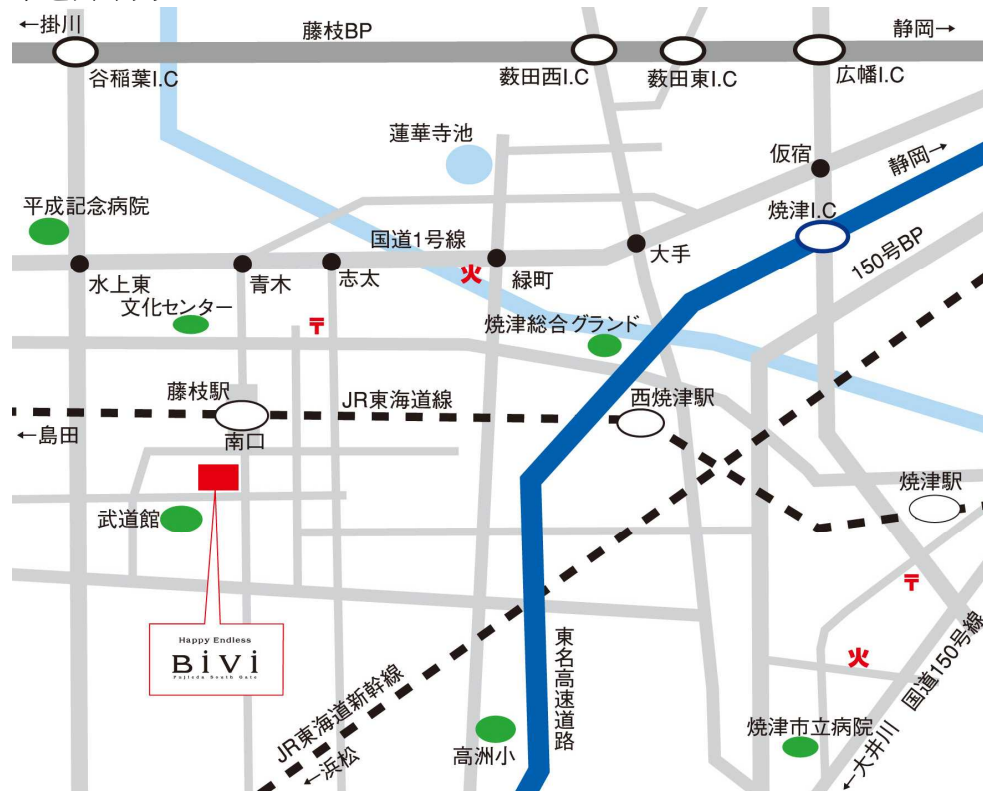 ←掛川
藤枝BP
静岡→
谷稲葉I.C
薮田西I.C
薮田東I.C
広幡I.C
蓮華寺池
仮宿
静岡→
平成記念病院
焼津I.C
国道1号線
150号BP
水上東
青木
志太
火
緑町
大手
文化センター
〒
焼津総合グランド
藤枝駅
JR東海道線
西焼津駅
←島田
南口
焼津駅
武道館
〒
Happy Endless
BiVi
Fujieda South Gate
東名高速道路
火
国道150号線
JR東海道新幹線
←浜松
高洲小
焼津市立病院
←大井川